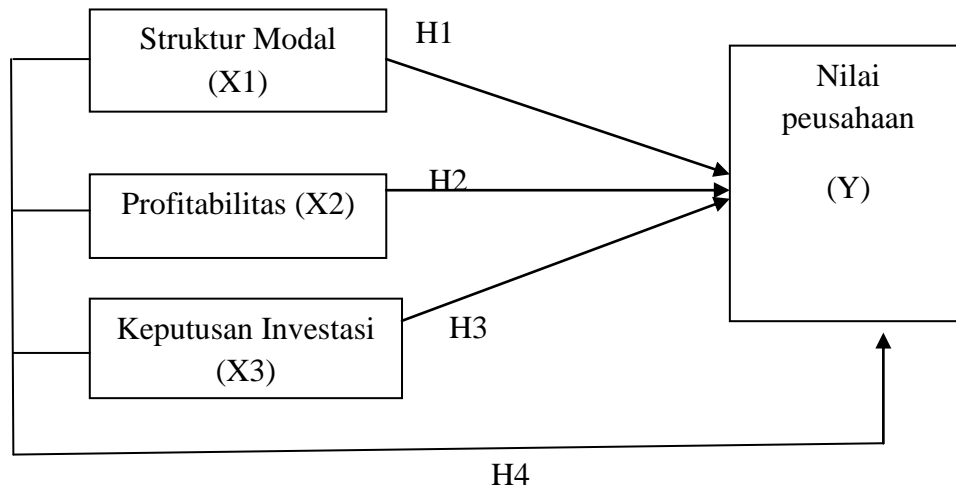 Struktur Modal
(X1)
H1
Nilai
peusahaan
(Y)
Profitabilitas (X2)
H2
Keputusan Investasi
(X3)
H3
H4